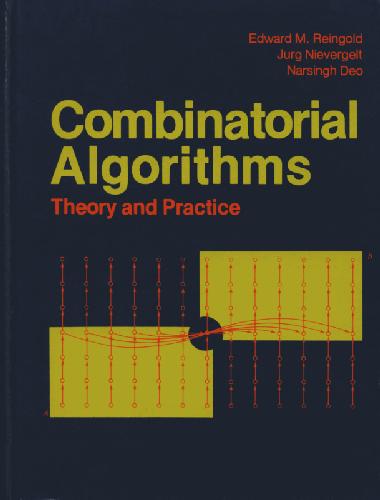 Edward M. Reingold
Jurg Nievergelt
Narsingh Deo
Combinatorial
Algorithms
Theory and Practice